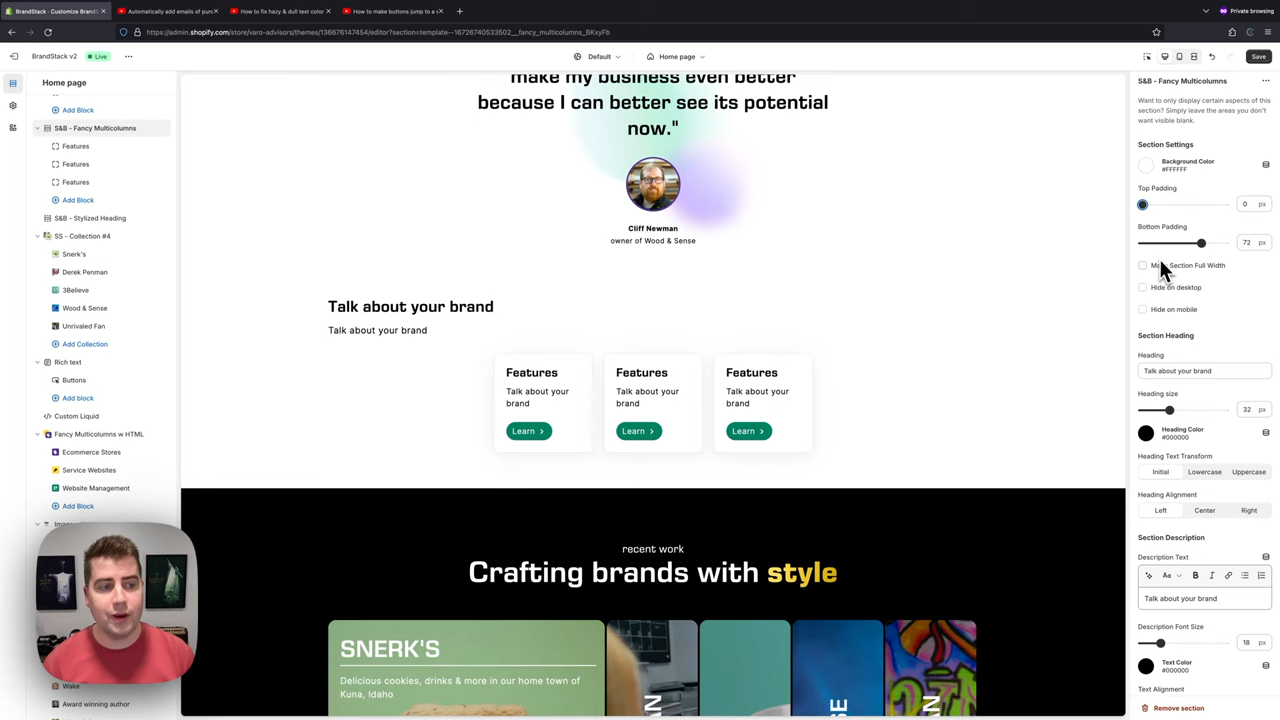 BrandStack - Customize BrandS
Automatically add emails of purc
How to fix hazy & dull text color
How to make buttons jump to a s
Private browsing
https://admin.shopify.com/store/varo-advisors/themes/136676147454/editor?section=template--16726740533502__fancy_multicolumns_BKxyFb
BrandStack v2
Live
Default
Home page
Save
Home page
Add Block
S&B - Fancy Multicolumns
Features
Features
Features
Add Block
S&B - Stylized Heading
SS - Collection #4
Snerk's
Derek Penman
3Believe
Wood & Sense
Unrivaled Fan
Add Collection
Rich text
Buttons
Add block
Custom Liquid
Fancy Multicolumns w HTML
Ecommerce Stores
Service Websites
Website Management
Add Block
Wake
Award winning author
make my business even better
because I can better see its potential
now."
Cliff Newman
owner of Wood & Sense
Talk about your brand
Talk about your brand
Features
Talk about your
brand
Learn
Features
Talk about your
brand
Learn
Features
Talk about your
brand
Learn
recent work
Crafting brands with style
SNERK'S
Delicious cookies, drinks & more in our home town of
Kuna, Idaho
S&B - Fancy Multicolumns
Want to only display certain aspects of this
section? Simply leave the areas you don't
want visible blank.
Section Settings
Background Color
#FFFFFF
Top Padding
0 px
Bottom Padding
72 px
Section Full Width
Hide on desktop
Hide on mobile
Section Heading
Heading
Talk about your brand
Heading size
32 px
Heading Color
#000000
Heading Text Transform
Initial Lowercase Uppercase
Heading Alignment
Left Center Right
Section Description
Description Text
Aa B I
Talk about your brand
Description Font Size
18 px
Text Color
#000000
Text Alignment
Remove section